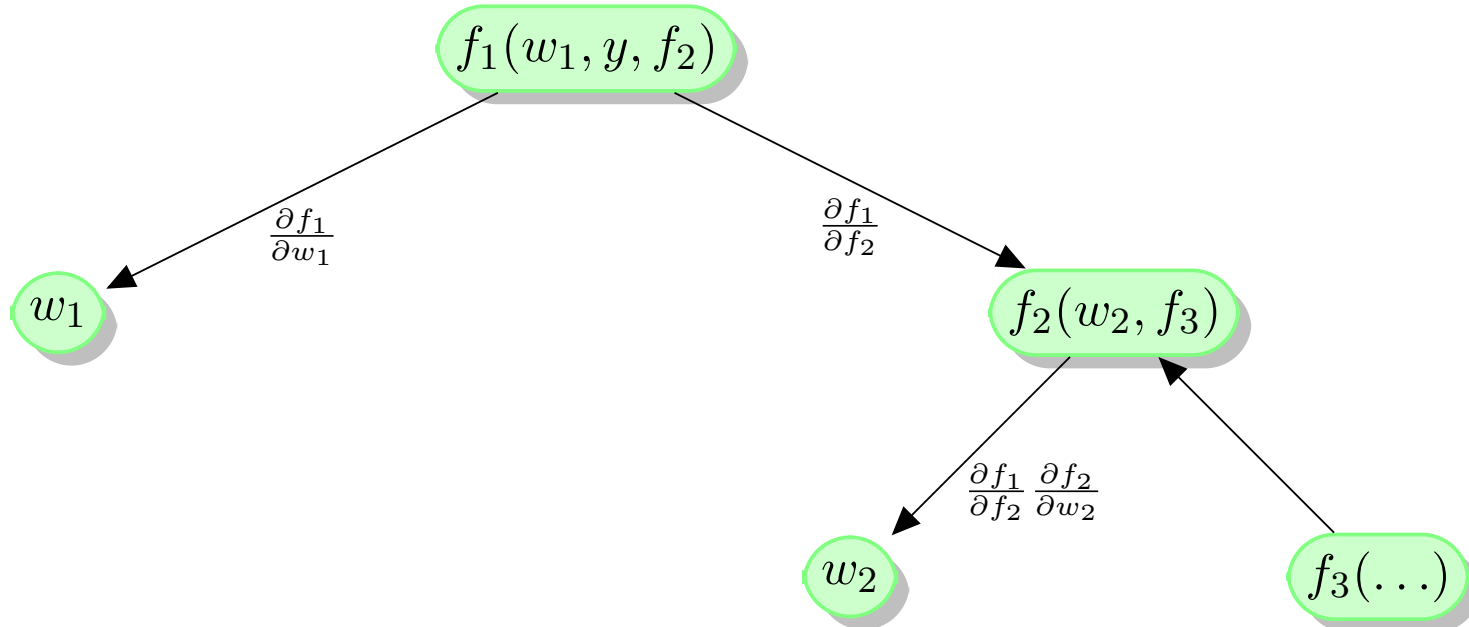 f₁(w₁, y, f₂)
∂f₁/∂w₁
∂f₁/∂f₂
w₁
f₂(w₂, f₃)
∂f₁/∂f₂ ∂f₂/∂w₂
w₂
f₃(...)